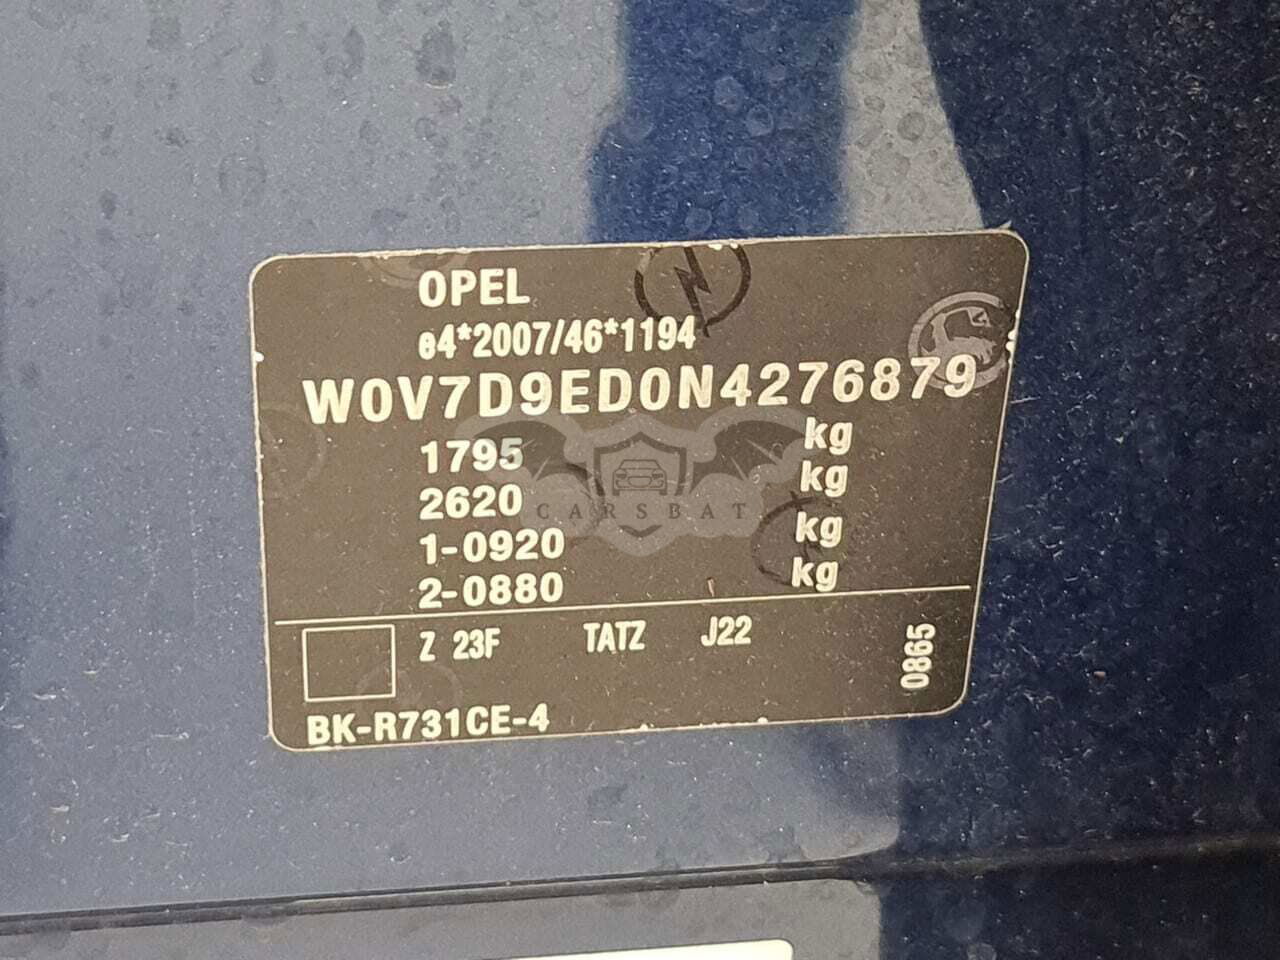 OPEL
e4*2007/46*1194
W0V7D9ED0N4276879
1795 kg
2620 kg
1-0920 kg
2-0880 kg
Z 23F TATZ J22
0865
BK-R731CE-4
CARSBAT